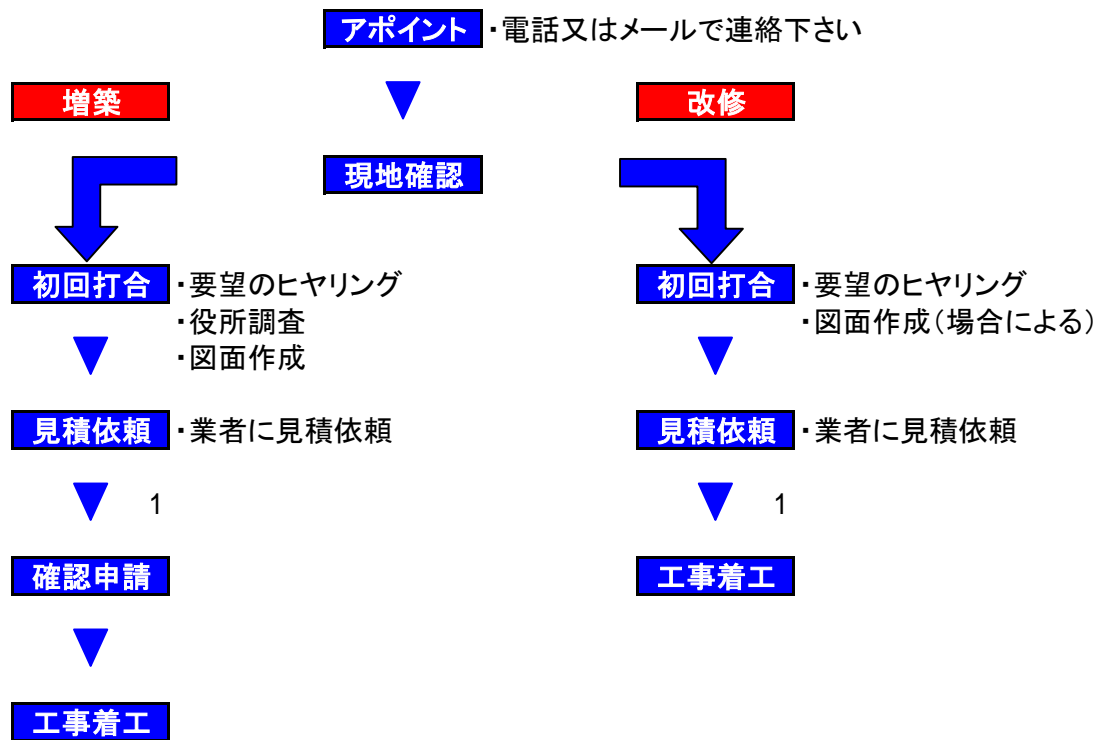 アポイント ・電話又はメールで連絡下さい
増築
改修
現地確認
初回打合 ・要望のヒヤリング
・役所調査
・図面作成
初回打合 ・要望のヒヤリング
・図面作成(場合による)
見積依頼 ・業者に見積依頼
見積依頼 ・業者に見積依頼
1
1
確認申請
工事着工
工事着工